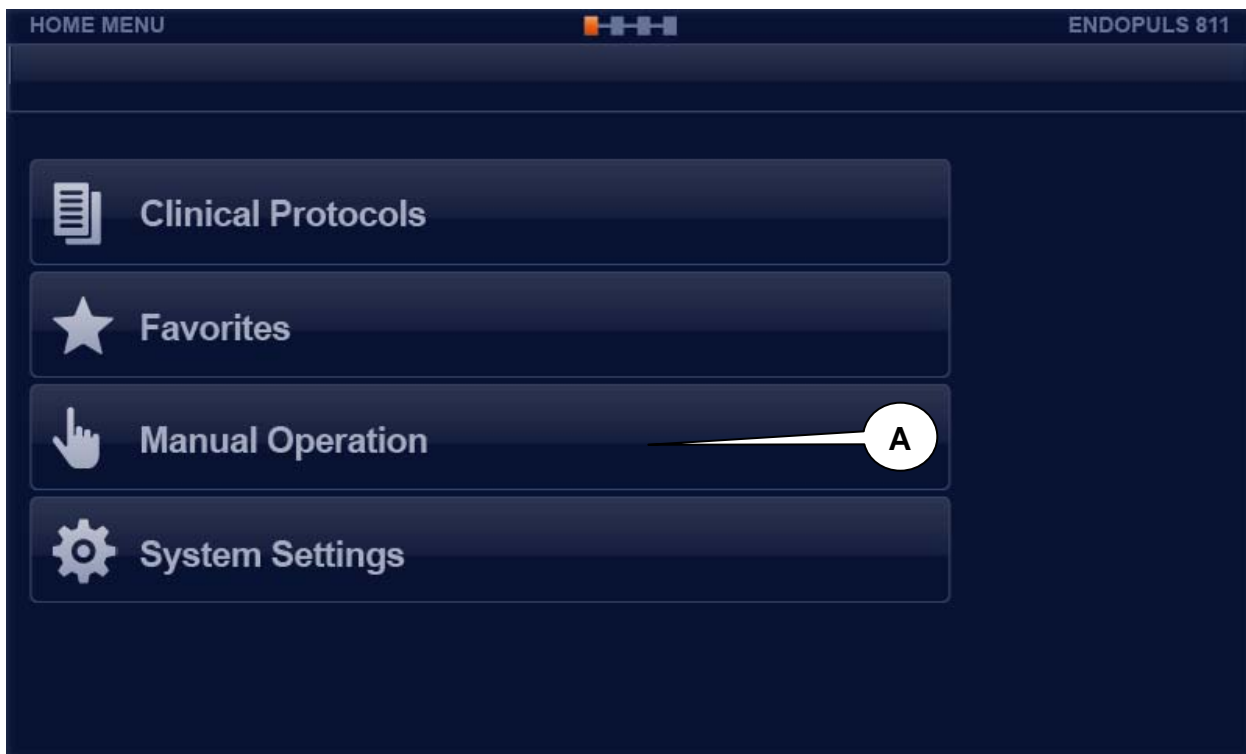 HOME MENU ENDOPULS 811
Clinical Protocols
Favorites
Manual Operation A
System Settings